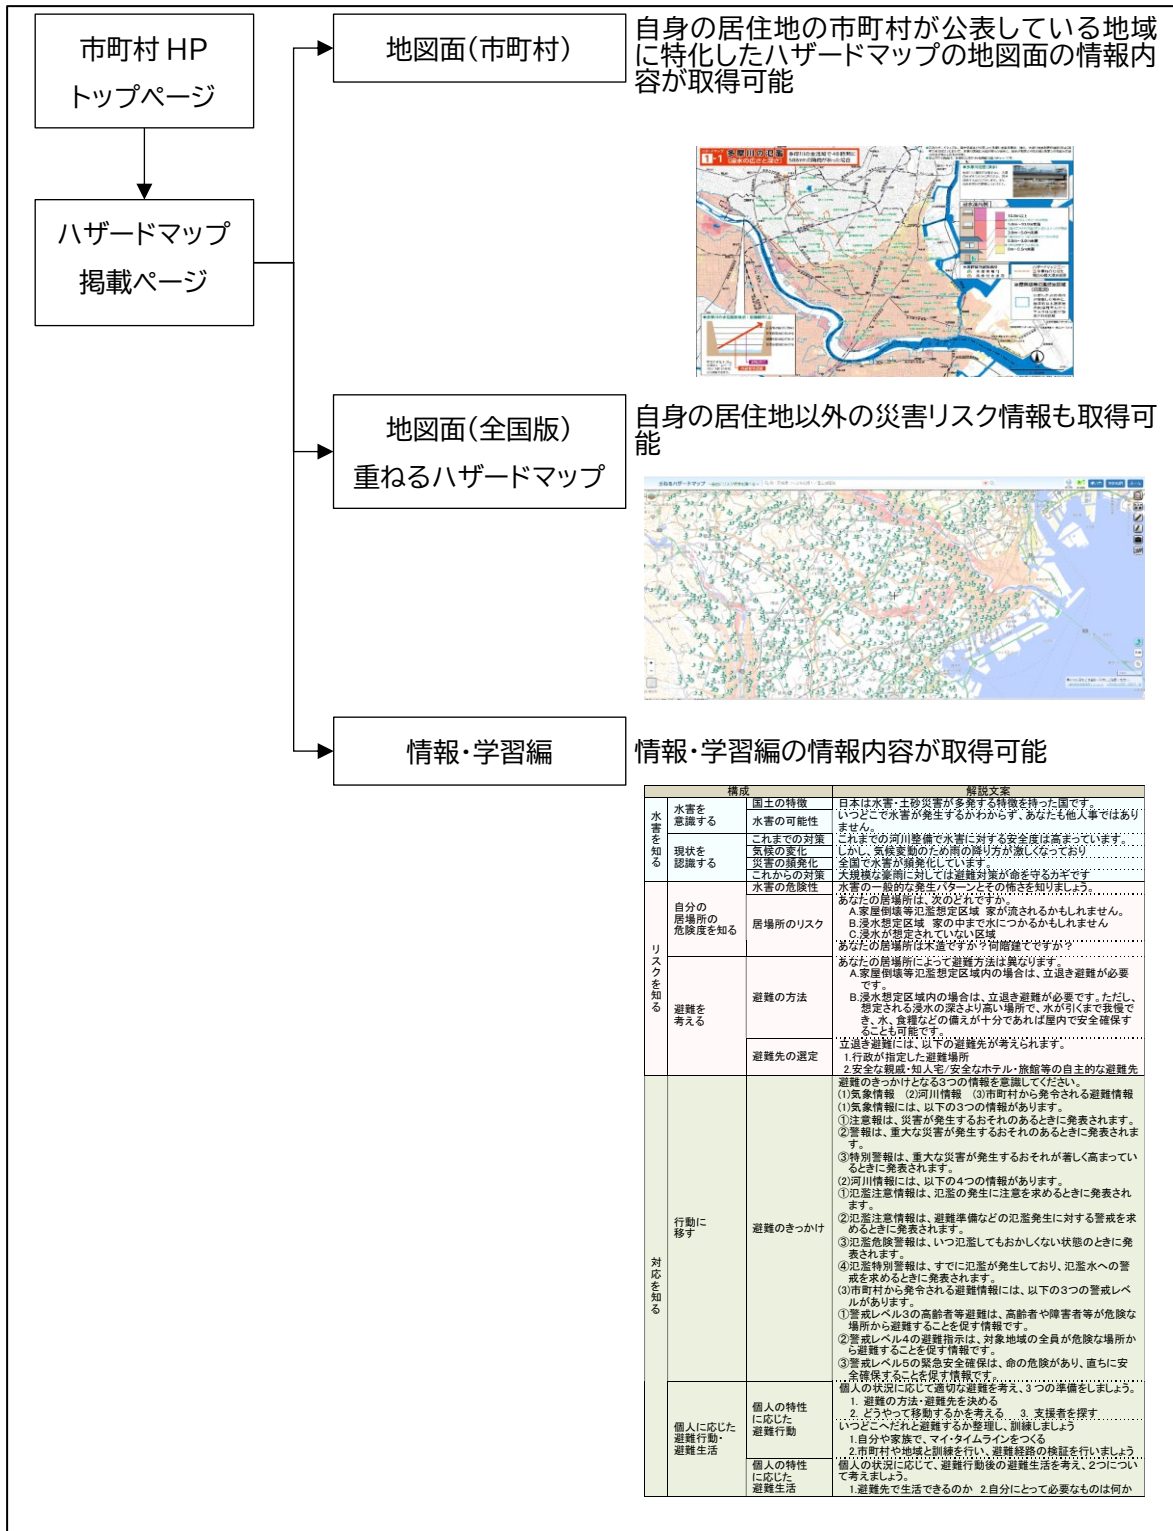 市町村 HP
トップページ
ハザードマップ
掲載ページ
地図面(市町村)
自身の居住地の市町村が公表している地域
に特化したハザードマップの地図面の情報内
容が取得可能
1-1 多摩川の氾濫
地図面(全国版)
重ねるハザードマップ
自身の居住地以外の災害リスク情報も取得可
能
重ねるハザードマップ
情報・学習編
情報・学習編の情報内容が取得可能
構成 解説文案
水害を知る
水害を
意識する
国土の特徴 日本は水害・土砂災害が多発する特徴を持った国です。
水害の可能性 いつどこで水害が発生するかわからず、あなたも他人事ではあり
ません。
現状を
認識する
これまでの対策 これまでの河川整備で水害に対する安全度は高まっています。
気候の変化 しかし、気候変動のため雨の降り方が激しくなっており
災害の頻発化 全国で水害が頻発化しています。
これからの対策 大規模な豪雨に対しては避難対策が命を守るカギです
リスクを知る
自分の
居場所の
危険度を知る
水害の危険性 水害の一般的な発生パターンとその怖さを知りましょう。
居場所のリスク
あなたの居場所は、次のどれですか。
A.家屋倒壊等氾濫想定区域 家が流されるかもしれません。
B.浸水想定区域 家の中まで水につかるかもしれません
C.浸水が想定されていない区域
あなたの居場所は木造ですか?何階建てですか?
避難を
考える
避難の方法
あなたの居場所によって避難方法は異なります。
A.家屋倒壊等氾濫想定区域内の場合は、立退き避難が必要
です。
B.浸水想定区域内の場合は、立退き避難が必要です。ただし、
想定される浸水の深さより高い場所で、水が引くまで我慢で
き、水、食糧などの備えが十分であれば屋内で安全確保す
ることも可能です。
避難先の選定
立退き避難には、以下の避難先が考えられます。
1.行政が指定した避難場所
2.安全な親戚・知人宅/安全なホテル・旅館等の自主的な避難先
対応を知る
行動に
移す
避難のきっかけ
避難のきっかけとなる3つの情報を意識してください。
(1)気象情報 (2)河川情報 (3)市町村から発令される避難情報
(1)気象情報には、以下の3つの情報があります。
①注意報は、災害が発生するおそれのあるときに発表されます。
②警報は、重大な災害が発生するおそれのあるときに発表されま
す。
③特別警報は、重大な災害が発生するおそれが著しく高まってい
るときに発表されます。
(2)河川情報には、以下の4つの情報があります。
①氾濫注意情報は、氾濫の発生に注意を求めるときに発表され
ます。
②氾濫注意情報は、避難準備などの氾濫発生に対する警戒を求
めるときに発表されます。
③氾濫危険警報は、いつ氾濫してもおかしくない状態のときに発
表されます。
④氾濫特別警報は、すでに氾濫が発生しており、氾濫水への警
戒を求めるときに発表されます。
(3)市町村から発令される避難情報には、以下の3つの警戒レベ
ルがあります。
①警戒レベル3の高齢者等避難は、高齢者や障害者等が危険な
場所から避難することを促す情報です。
②警戒レベル4の避難指示は、対象地域の全員が危険な場所か
ら避難することを促す情報です。
③警戒レベル5の緊急安全確保は、命の危険があり、直ちに安
全確保することを促す情報です。
個人に応じた
避難行動・
避難生活
個人の特性
に応じた
避難行動
個人の状況に応じて適切な避難を考え、3つの準備をしましょう。
1. 避難の方法・避難先を決める
2. どうやって移動するかを考える 3. 支援者を探す
いつどこへだれと避難するか整理し、訓練しましょう
1.自分や家族で、マイ・タイムラインをつくる
2.市町村や地域と訓練を行い、避難経路の検証を行いましょう
個人の特性
に応じた
避難生活
個人の状況に応じて、避難行動後の避難生活を考え、2つについ
て考えましょう。
1.避難先で生活できるのか 2.自分にとって必要なものは何か